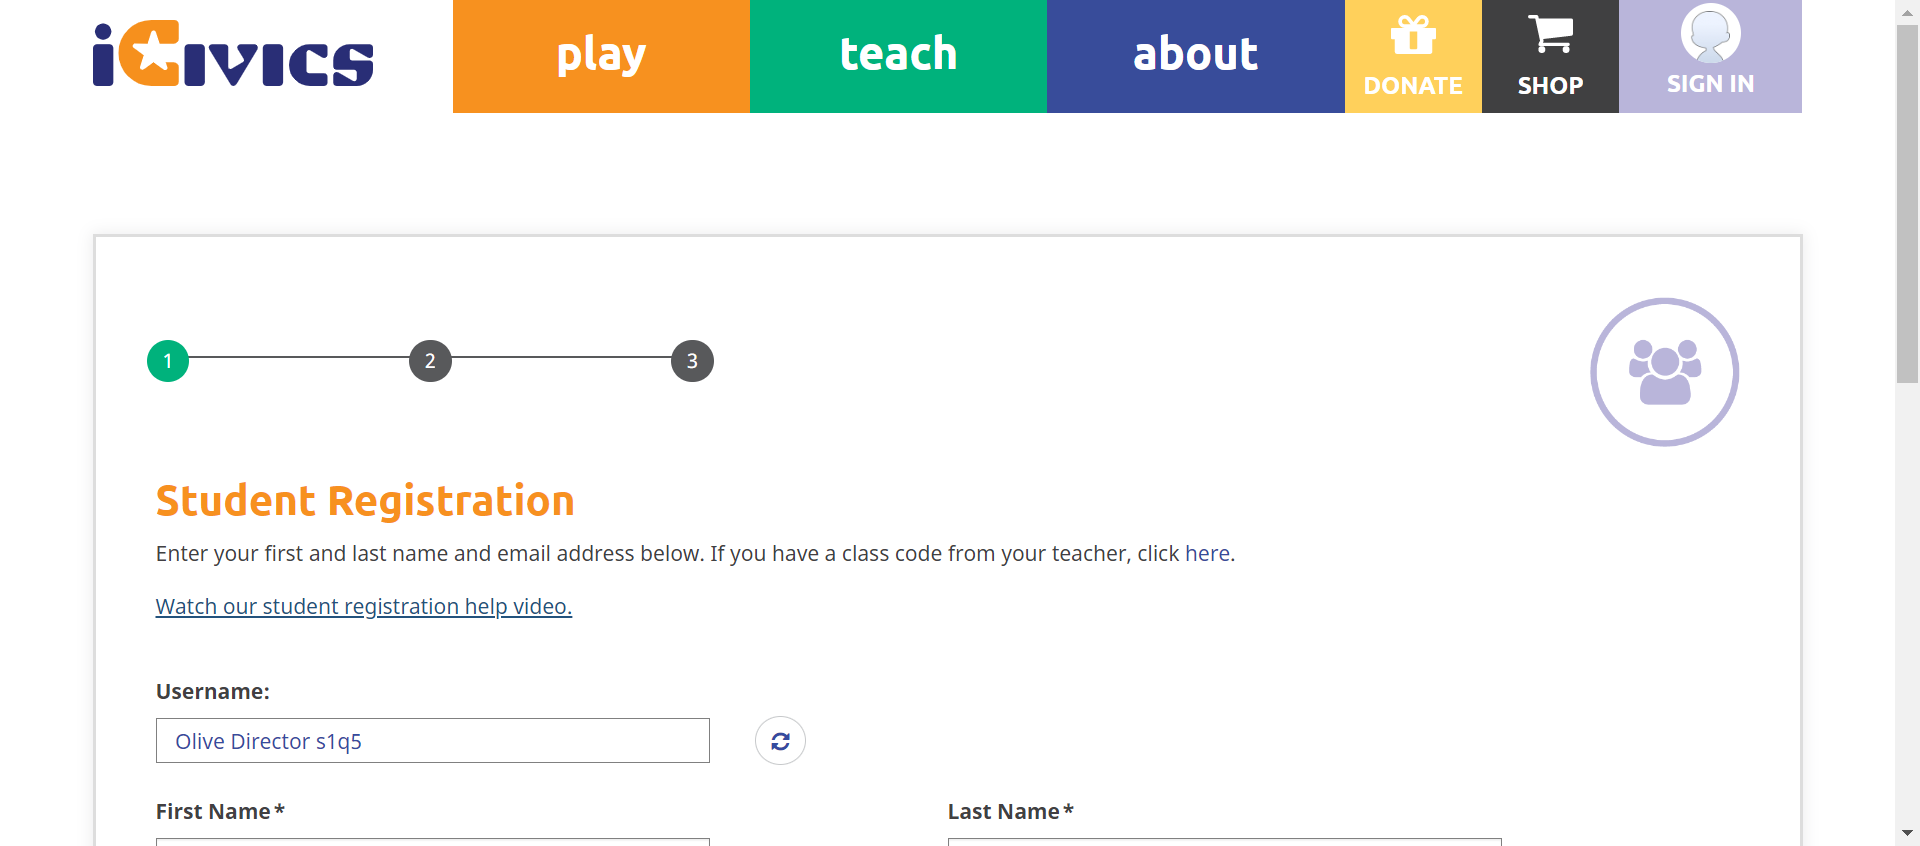 iCivics
play
teach
about
DONATE
SHOP
SIGN IN
1
2
3
Student Registration
Enter your first and last name and email address below. If you have a class code from your teacher, click here.
Watch our student registration help video.
Username:
Olive Director s1q5
First Name*
Last Name*